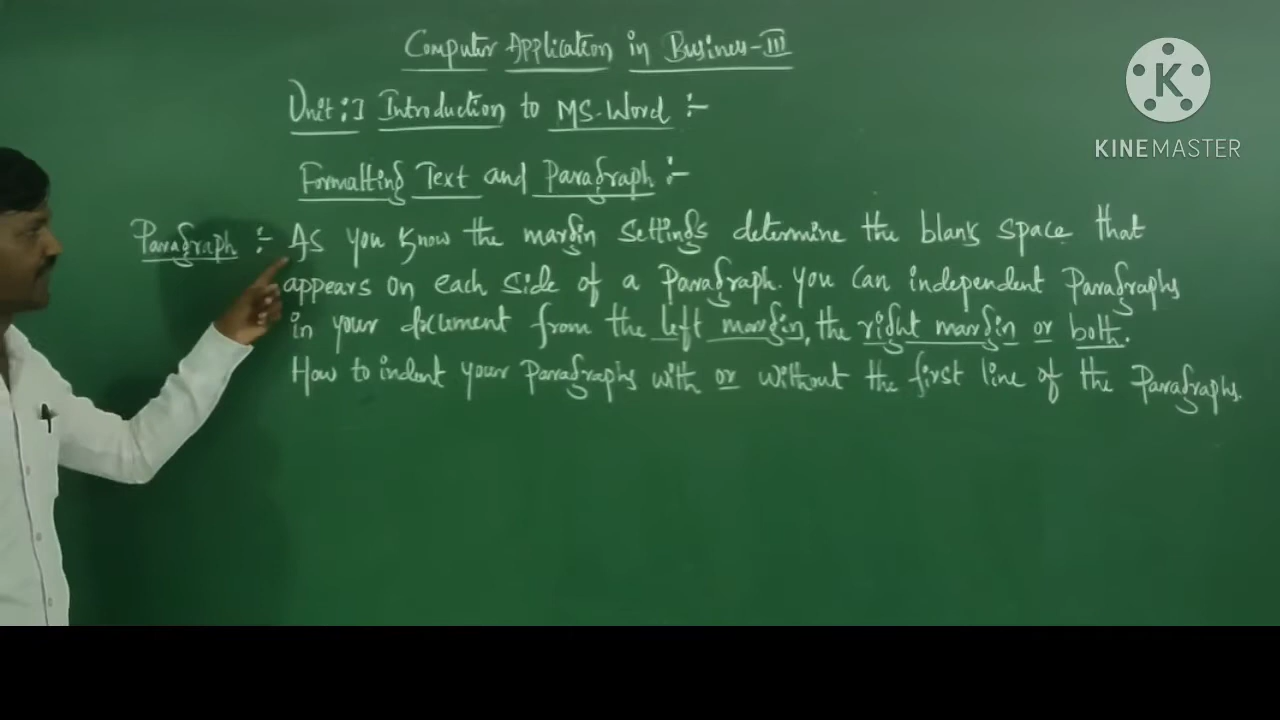 Computer Application in Business-III
Unit:I Introduction to MS-Word :-
Formatting Text and Paragraph :-
Paragraph :- As you know the margin settings determine the blank space that
appears on each side of a Paragraph. You can independent Paragraphs
in your document from the left margin, the right margin or both.
How to indent your Paragraphs with or without the first line of the Paragraphs.
K
KINEMASTER